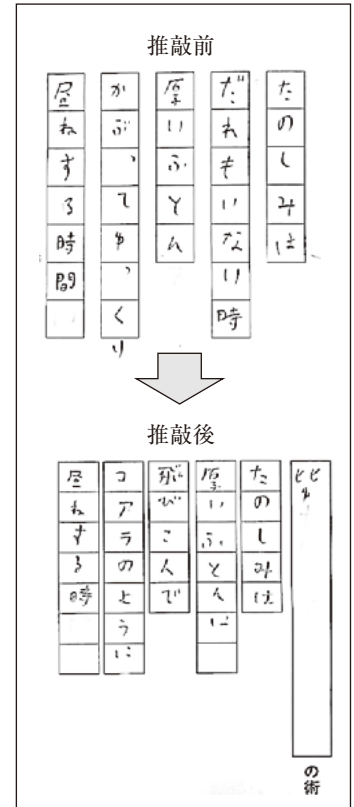 推敲前
たのしみは
だれもいない時
厚いふとん
かぶってゆっくり
昼ねする時間
推敲後
の術
たのしみは
厚いふとんに
飛びこんで
コアラのように
昼ねする時